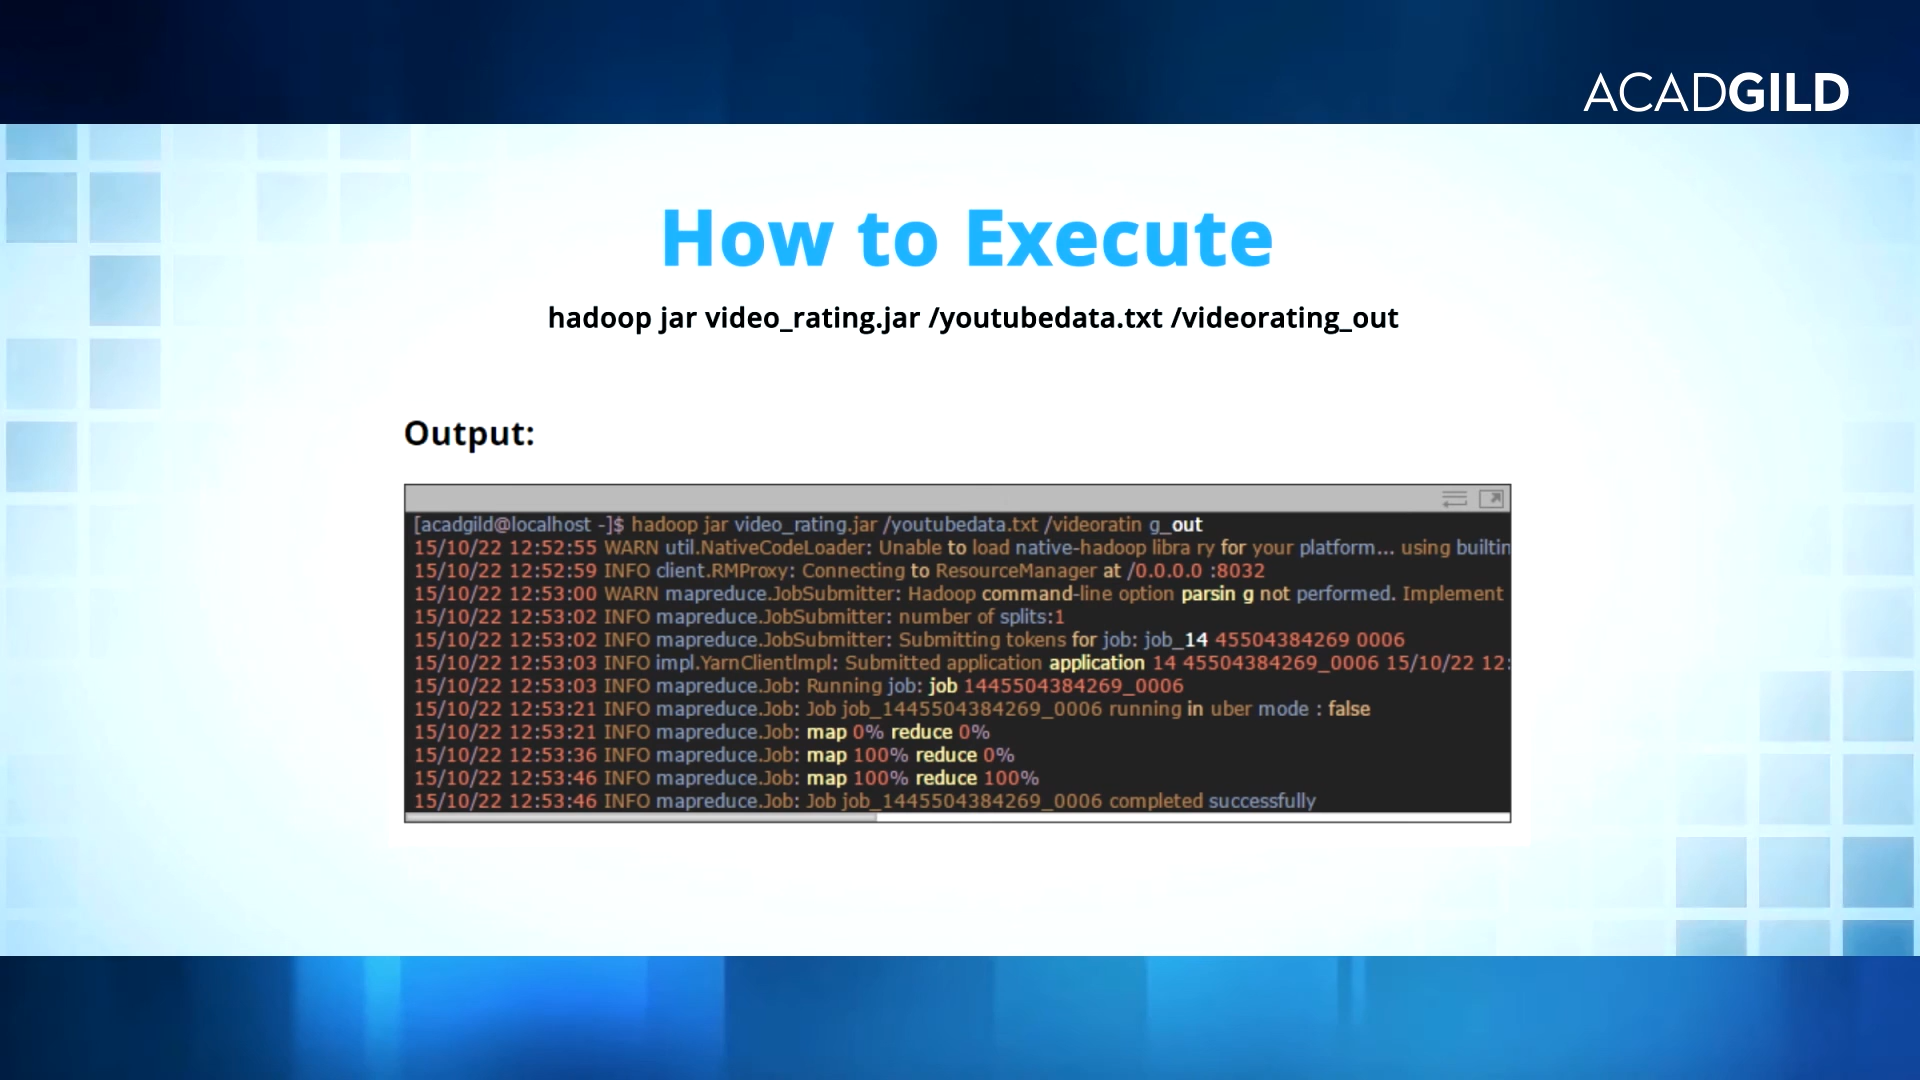 ACADGILD
How to Execute
hadoop jar video_rating.jar /youtubedata.txt /videorating_out
Output:
[acadgild@localhost -]$ hadoop jar video_rating.jar /youtubedata.txt /videoratin g_out
15/10/22 12:52:55 WARN util.NativeCodeLoader: Unable to load native-hadoop libra ry for your platform... using builtin
15/10/22 12:52:59 INFO client.RMProxy: Connecting to ResourceManager at /0.0.0.0 :8032
15/10/22 12:53:00 WARN mapreduce.JobSubmitter: Hadoop command-line option parsin g not performed. Implement
15/10/22 12:53:02 INFO mapreduce.JobSubmitter: number of splits:1
15/10/22 12:53:02 INFO mapreduce.JobSubmitter: Submitting tokens for job: job_14 45504384269 0006
15/10/22 12:53:03 INFO impl.YarnClientlmpl: Submitted application application 14 45504384269_0006 15/10/22 12:
15/10/22 12:53:03 INFO mapreduce.Job: Running job: job 1445504384269_0006
15/10/22 12:53:21 INFO mapreduce.Job: Job job_1445504384269_0006 running in uber mode : false
15/10/22 12:53:21 INFO mapreduce.Job: map 0% reduce 0%
15/10/22 12:53:36 INFO mapreduce.Job: map 100% reduce 0%
15/10/22 12:53:46 INFO mapreduce.Job: map 100% reduce 100%
15/10/22 12:53:46 INFO mapreduce.Job: Job job_1445504384269_0006 completed successfully